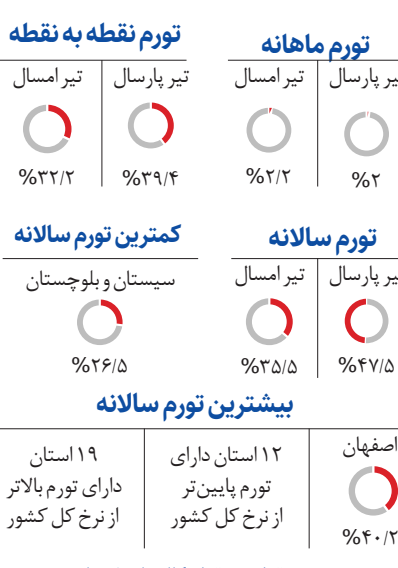 تورم ماهانه
تیر پارسال
تیر امسال
%۲
%۲/۲
تورم نقطه به نقطه
تیر پارسال
تیر امسال
%۳۹/۴
%۳۲/۲
تورم سالانه
تیر پارسال
تیر امسال
%۴۷/۵
%۳۵/۵
کمترین تورم سالانه
سیستان و بلوچستان
%۲۶/۵
بیشترین تورم سالانه
اصفهان
%۴۰/۲
۱۲ استان دارای
تورم پایین‌تر
از نرخ کل کشور
۱۹ استان
دارای تورم بالاتر
از نرخ کل کشور